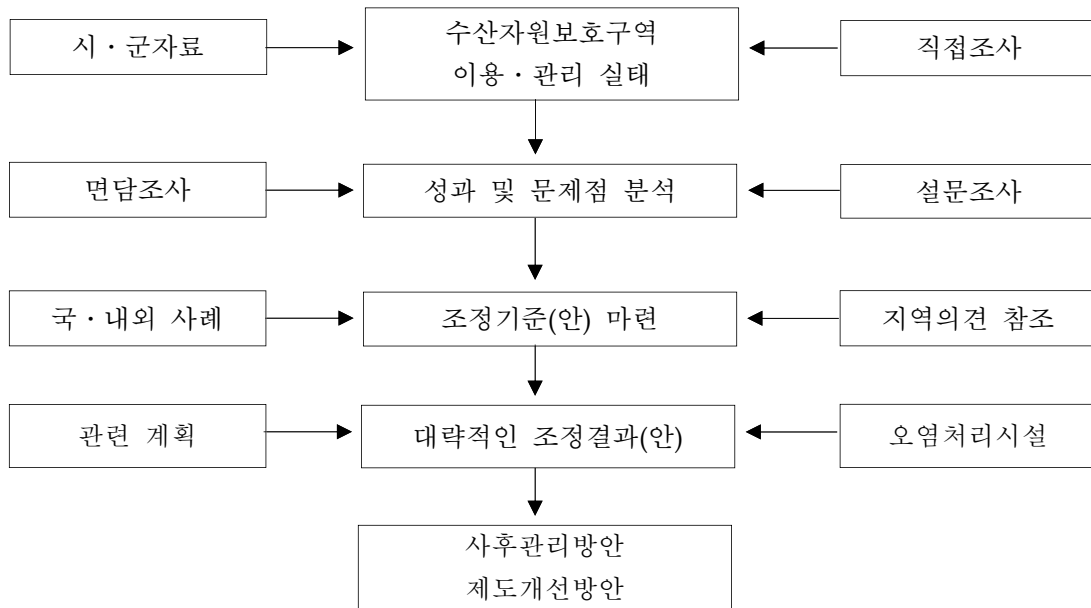 시・군자료
수산자원보호구역
이용・관리 실태
직접조사
면담조사
성과 및 문제점 분석
설문조사
국・내외 사례
조정기준(안) 마련
지역의견 참조
관련 계획
대략적인 조정결과(안)
오염처리시설
사후관리방안
제도개선방안